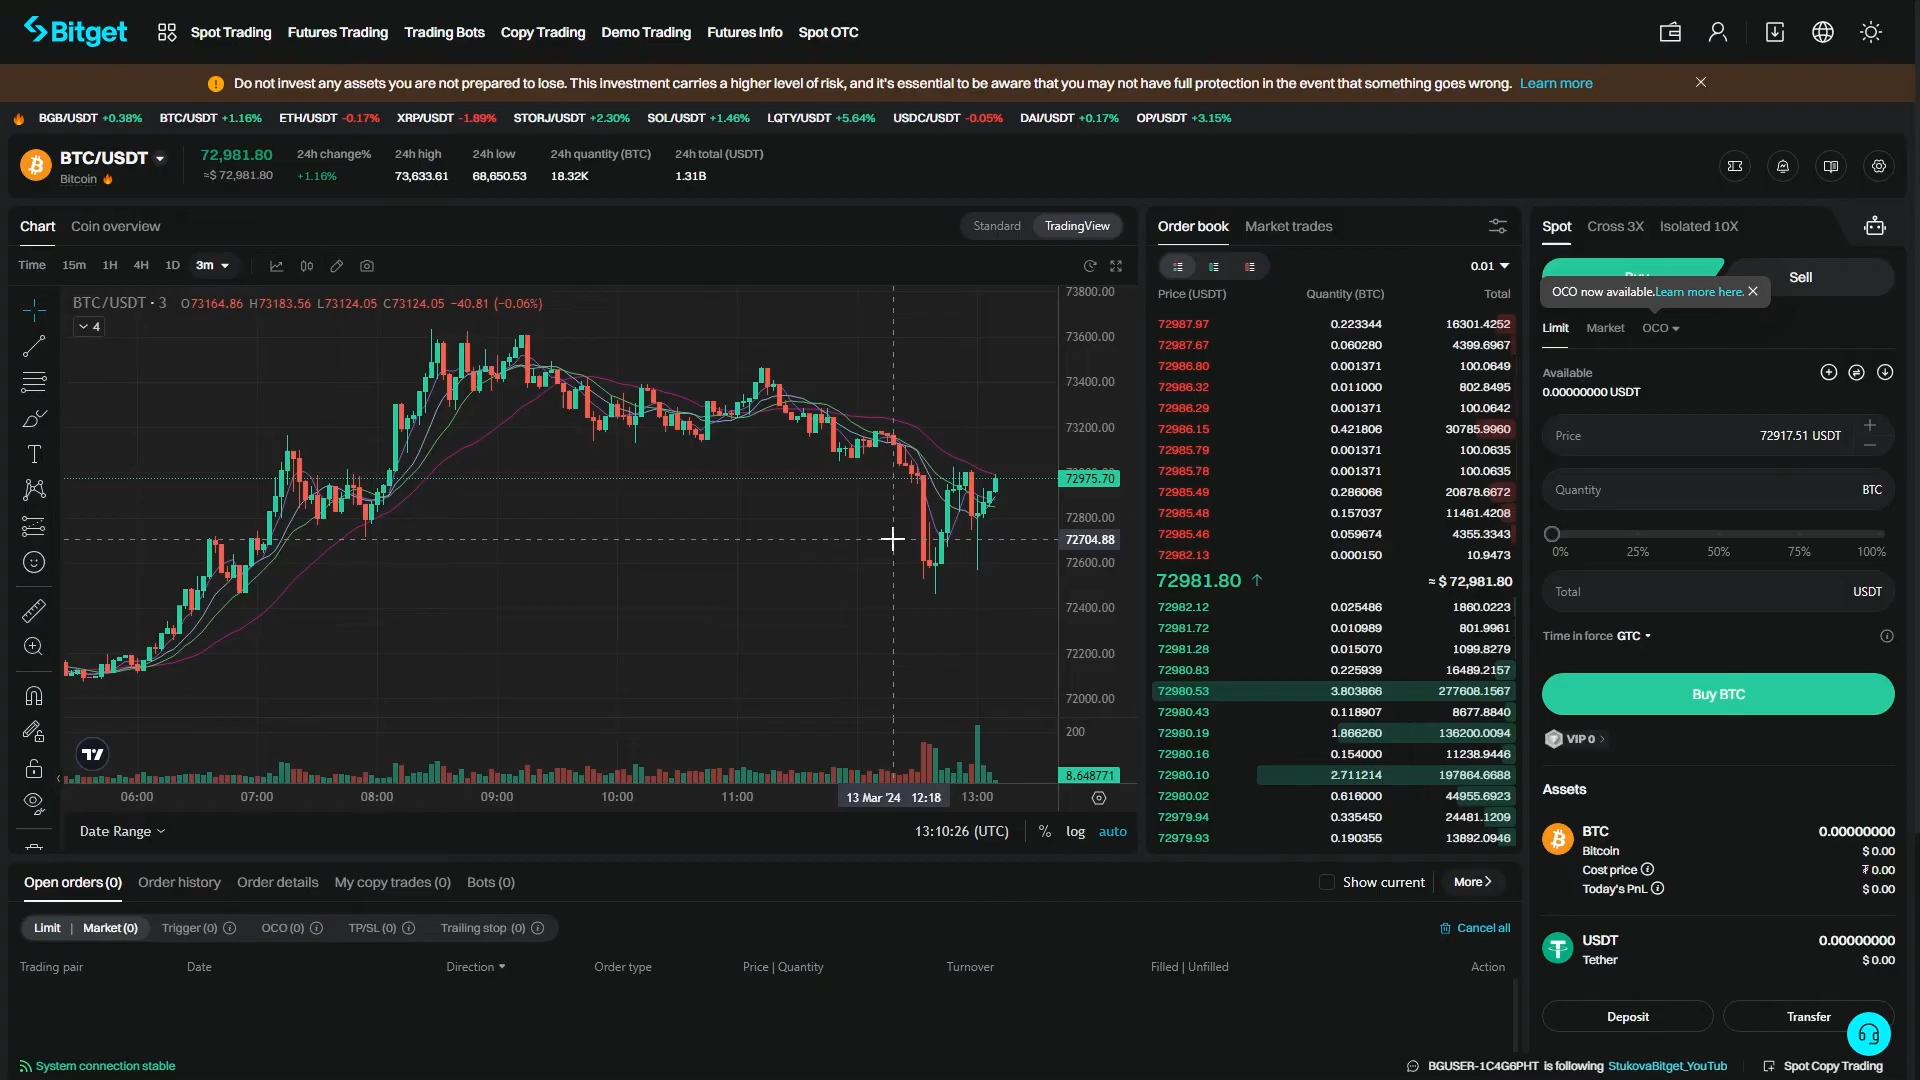 Bitget Spot Trading Futures Trading Trading Bots Copy Trading Demo Trading Futures Info Spot OTC
Do not invest any assets you are not prepared to lose. This investment carries a higher level of risk, and it's essential to be aware that you may not have full protection in the event that something goes wrong. Learn more
BGB/USDT +0.38% BTC/USDT +1.16% ETH/USDT -0.17% XRP/USDT -1.89% STORJ/USDT +2.30% SOL/USDT +1.46% LQTY/USDT +5.64% USDC/USDT -0.05% DAI/USDT +0.17% OP/USDT +3.15%
BTC/USDT 72,981.80 24h change% 24h high 24h low 24h quantity (BTC) 24h total (USDT)
Bitcoin ≈$ 72,981.80 +1.16% 73,633.61 68,650.53 18.32K 1.31B
Chart Coin overview Standard TradingView
Time 15m 1H 4H 1D 3m
BTC/USDT · 3 O73164.86 H73183.56 L73124.05 C73124.05 −40.81 (−0.06%)
4
73800.00
73600.00
73400.00
73200.00
72975.70
72800.00
72704.88
72600.00
72400.00
72200.00
72000.00
200
8.648771
06:00 07:00 08:00 09:00 10:00 11:00 13 Mar '24 12:18 13:00
Date Range 13:10:26 (UTC) % log auto
Order book Market trades
0.01
Price (USDT) Quantity (BTC) Total
72987.97 0.223344 16301.4252
72987.67 0.060280 4399.6967
72986.80 0.001371 100.0649
72986.32 0.011000 802.8495
72986.29 0.001371 100.0642
72986.15 0.421806 30785.9960
72985.79 0.001371 100.0635
72985.78 0.001371 100.0635
72985.49 0.286066 20878.6672
72985.48 0.157037 11461.4208
72985.46 0.059674 4355.3343
72982.13 0.000150 10.9473
72981.80 ↑ ≈ $ 72,981.80
72982.12 0.025486 1860.0223
72981.72 0.010989 801.9961
72981.28 0.015070 1099.8279
72980.83 0.225939 16489.2157
72980.53 3.803866 277608.1567
72980.43 0.118907 8677.8840
72980.19 1.866260 136200.0094
72980.16 0.154000 11238.9446
72980.10 2.711214 197864.6688
72980.02 0.616000 44955.6923
72979.94 0.335450 24481.1209
72979.93 0.190355 13892.0946
Spot Cross 3X Isolated 10X
Sell
OCO now available. Learn more here.
Limit Market OCO
Available
0.00000000 USDT
Price 72917.51 USDT
Quantity BTC
0% 25% 50% 75% 100%
Total USDT
Time in force GTC
Buy BTC
VIP 0
Assets
BTC 0.00000000
Bitcoin $ 0.00
Cost price ₮ 0.00
Today's PnL $ 0.00
USDT 0.00000000
Tether $ 0.00
Deposit Transfer
Open orders (0) Order history Order details My copy trades (0) Bots (0) Show current More
Limit | Market (0) Trigger (0) OCO (0) TP/SL (0) Trailing stop (0) Cancel all
Trading pair Date Direction Order type Price | Quantity Turnover Filled | Unfilled Action
System connection stable BGUSER-1C4G6PHT is following StukovaBitget_YouTub Spot Copy Trading